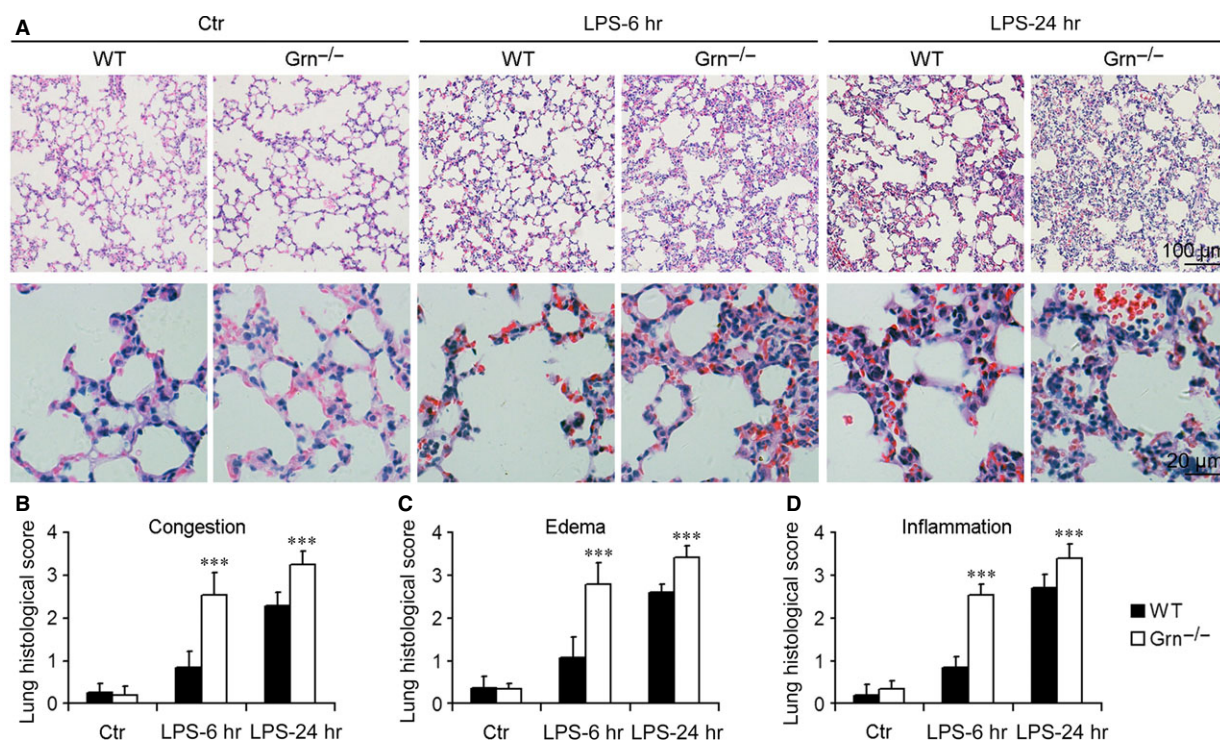 A
Ctr
LPS-6 hr
LPS-24 hr
WT
Grn−/−
WT
Grn−/−
WT
Grn−/−
100 µm
20 µm
B
Congestion
Lung histological score
4
3
2
1
0
***
***
Ctr
LPS-6 hr
LPS-24 hr
C
Edema
Lung histological score
4
3
2
1
0
***
***
Ctr
LPS-6 hr
LPS-24 hr
D
Inflammation
Lung histological score
4
3
2
1
0
***
***
Ctr
LPS-6 hr
LPS-24 hr
WT
Grn−/−